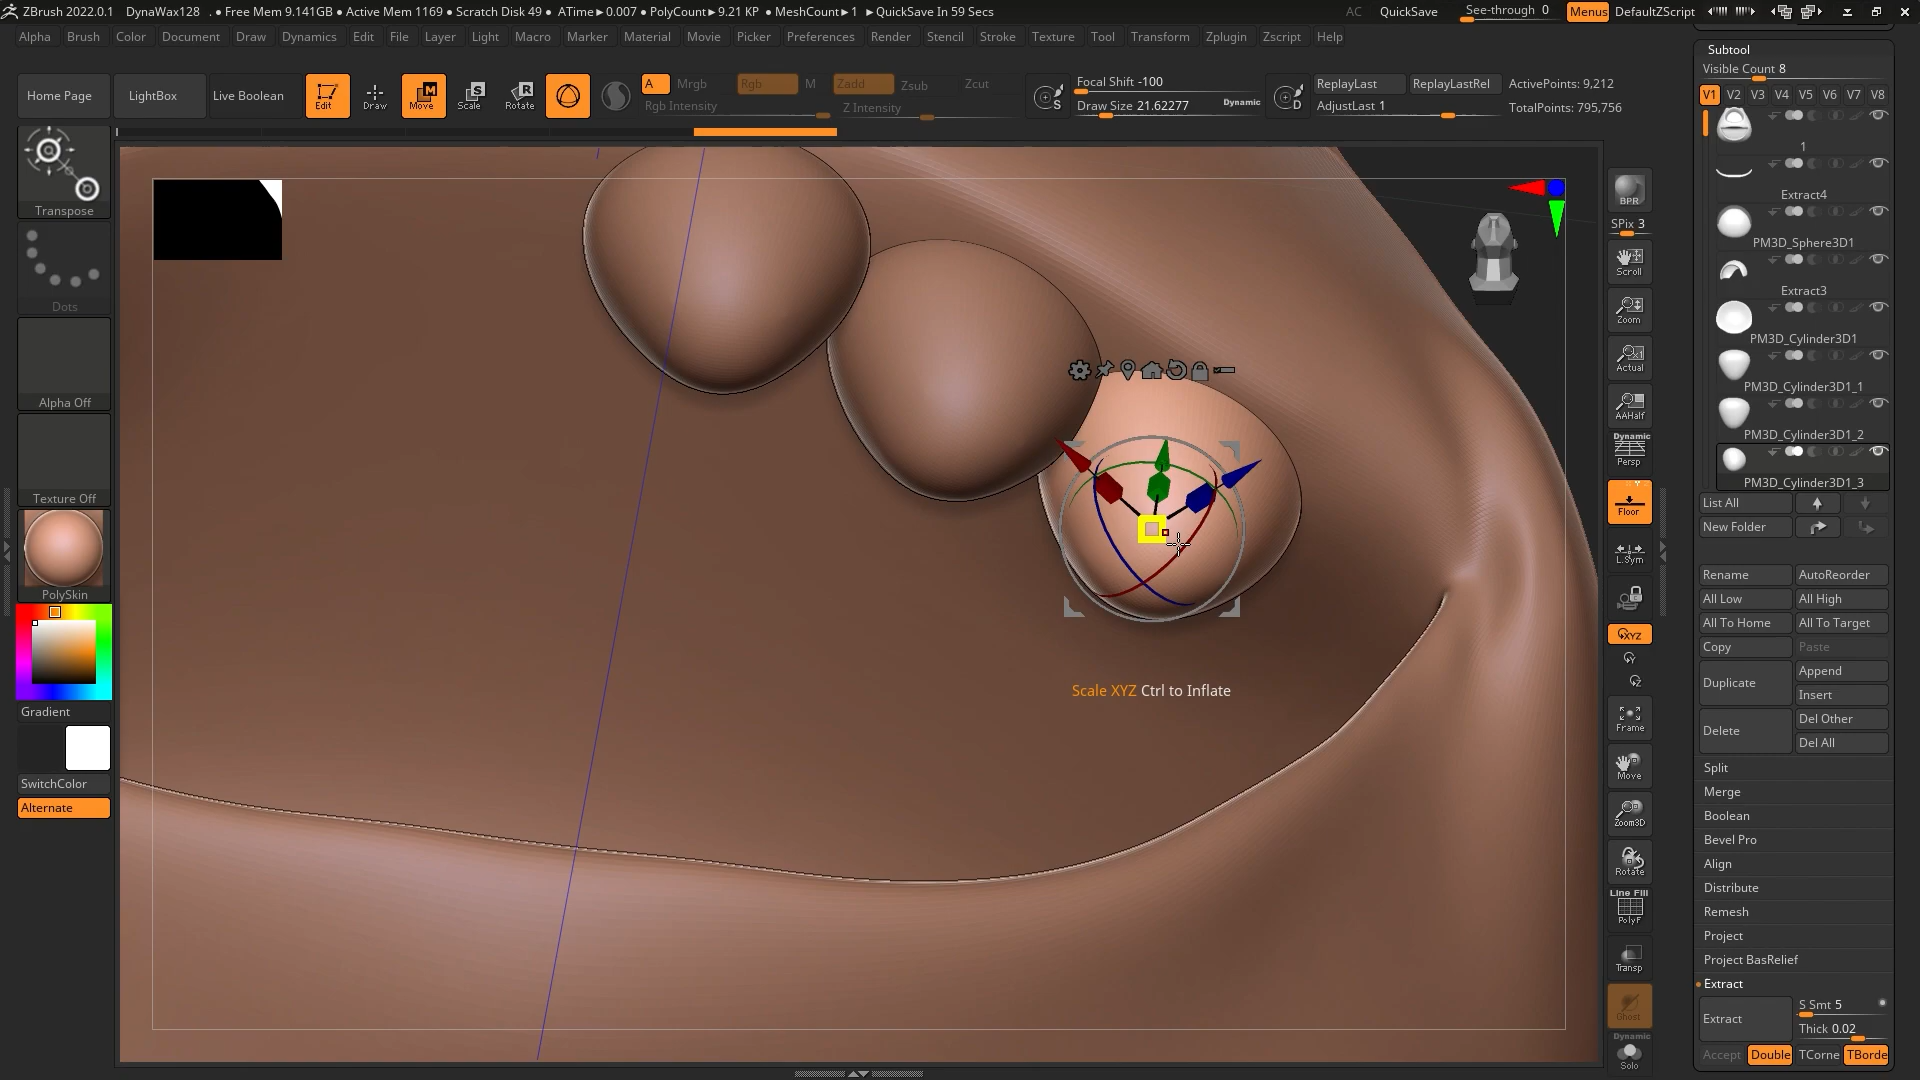 ZBrush 2022.0.1 DynaWax128 . ● Free Mem 9.141GB ● Active Mem 1169 ● Scratch Disk 49 ● ATime►0.007 ● PolyCount►9.21 KP ● MeshCount►1 ►QuickSave In 59 Secs AC QuickSave See-through 0 Menus DefaultZScript
Alpha Brush Color Document Draw Dynamics Edit File Layer Light Macro Marker Material Movie Picker Preferences Render Stencil Stroke Texture Tool Transform Zplugin Zscript Help
Home Page LightBox Live Boolean Edit Draw Move Scale Rotate A Mrgb Rgb M Zadd Zsub Zcut
Rgb Intensity Z Intensity
Focal Shift -100
Draw Size 21.62277 Dynamic
ReplayLast ReplayLastRel ActivePoints: 9,212
AdjustLast 1 TotalPoints: 795,756
Transpose
Dots
Alpha Off
Texture Off
PolySkin
Gradient
SwitchColor
Alternate
Scale XYZ Ctrl to Inflate
BPR
SPix 3
Scroll
Zoom
Actual
AAHalf
Dynamic
Persp
Floor
L.Sym
XYZ
Frame
Move
Zoom3D
Rotate
Line Fill
PolyF
Transp
Ghost
Dynamic
Solo
Subtool
Visible Count 8
V1 V2 V3 V4 V5 V6 V7 V8
1
Extract4
PM3D_Sphere3D1
Extract3
PM3D_Cylinder3D1
PM3D_Cylinder3D1_1
PM3D_Cylinder3D1_2
PM3D_Cylinder3D1_3
List All
New Folder
Rename AutoReorder
All Low All High
All To Home All To Target
Copy Paste
Duplicate Append
Insert
Delete Del Other
Del All
Split
Merge
Boolean
Bevel Pro
Align
Distribute
Remesh
Project
Project BasRelief
Extract
Extract S Smt 5
Thick 0.02
Accept Double TCorne TBorde